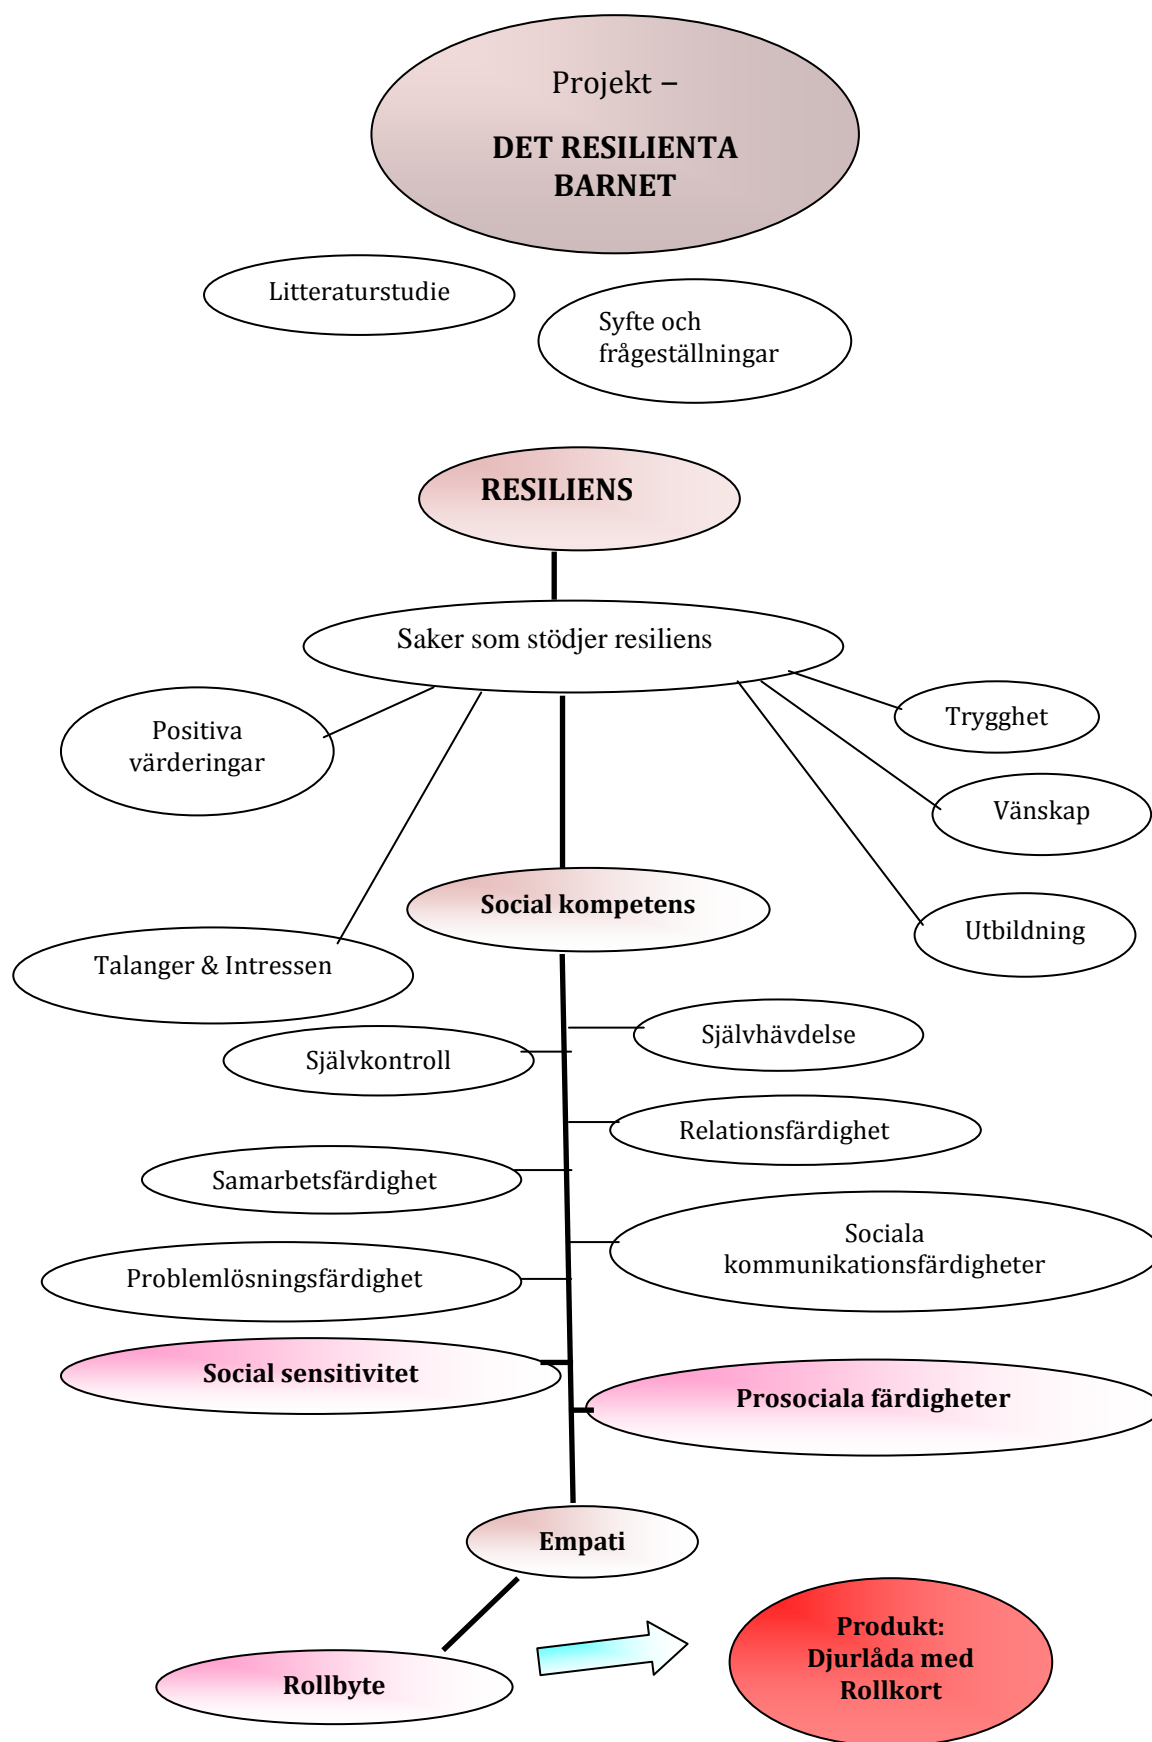 Projekt –
DET RESILIENTA
BARNET
Litteraturstudie
Syfte och
frågeställningar
RESILIENS
Saker som stödjer resiliens
Positiva
värderingar
Trygghet
Vänskap
Social kompetens
Utbildning
Talanger & Intressen
Självhävdelse
Självkontroll
Relationsfärdighet
Samarbetsfärdighet
Sociala
kommunikationsfärdigheter
Problemlösningsfärdighet
Social sensitivitet
Prosociala färdigheter
Empati
Rollbyte
Produkt:
Djurlåda med
Rollkort